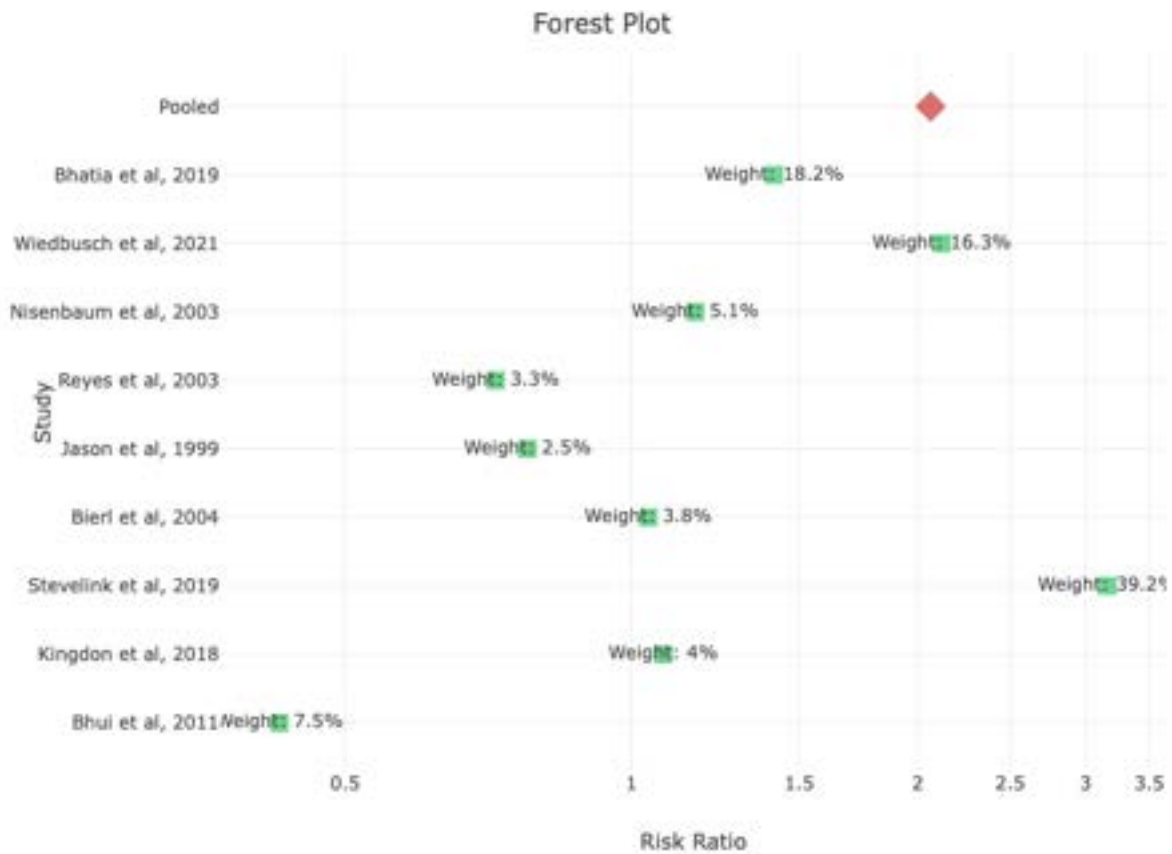 Forest Plot
Pooled
Bhatia et al, 2019 Weight: 18.2%
Wiedbusch et al, 2021 Weight: 16.3%
Nisenbaum et al, 2003 Weight: 5.1%
Reyes et al, 2003 Weight: 3.3%
Study
Jason et al, 1999 Weight: 2.5%
Bierl et al, 2004 Weight: 3.8%
Stevelink et al, 2019 Weight: 39.2%
Kingdon et al, 2018 Weight: 4%
Bhui et al, 2011 Weight: 7.5%
0.5 1 1.5 2 2.5 3 3.5
Risk Ratio